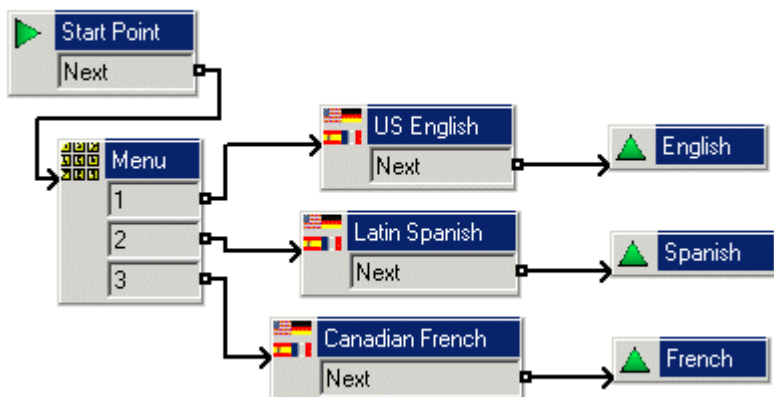 Start Point
Next
Menu
1
2
3
US English
Next
English
Latin Spanish
Next
Spanish
Canadian French
Next
French